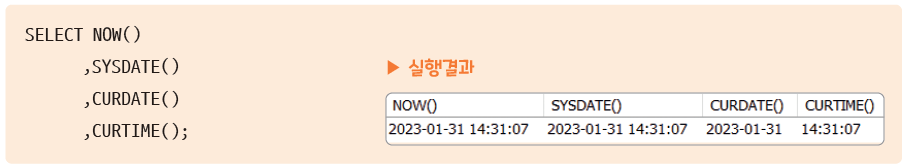 SELECT NOW()
,SYSDATE()
,CURDATE()
,CURTIME();
▶ 실행결과
NOW() SYSDATE() CURDATE() CURTIME()
2023-01-31 14:31:07 2023-01-31 14:31:07 2023-01-31 14:31:07